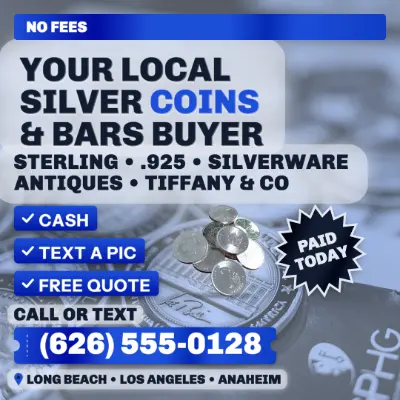 NO FEES
YOUR LOCAL
SILVER COINS
& BARS BUYER
STERLING • .925 • SILVERWARE
ANTIQUES • TIFFANY & CO
✓ CASH
✓ TEXT A PIC
✓ FREE QUOTE
PAID
TODAY
CALL OR TEXT
(626) 555-0128
LONG BEACH • LOS ANGELES • ANAHEIM